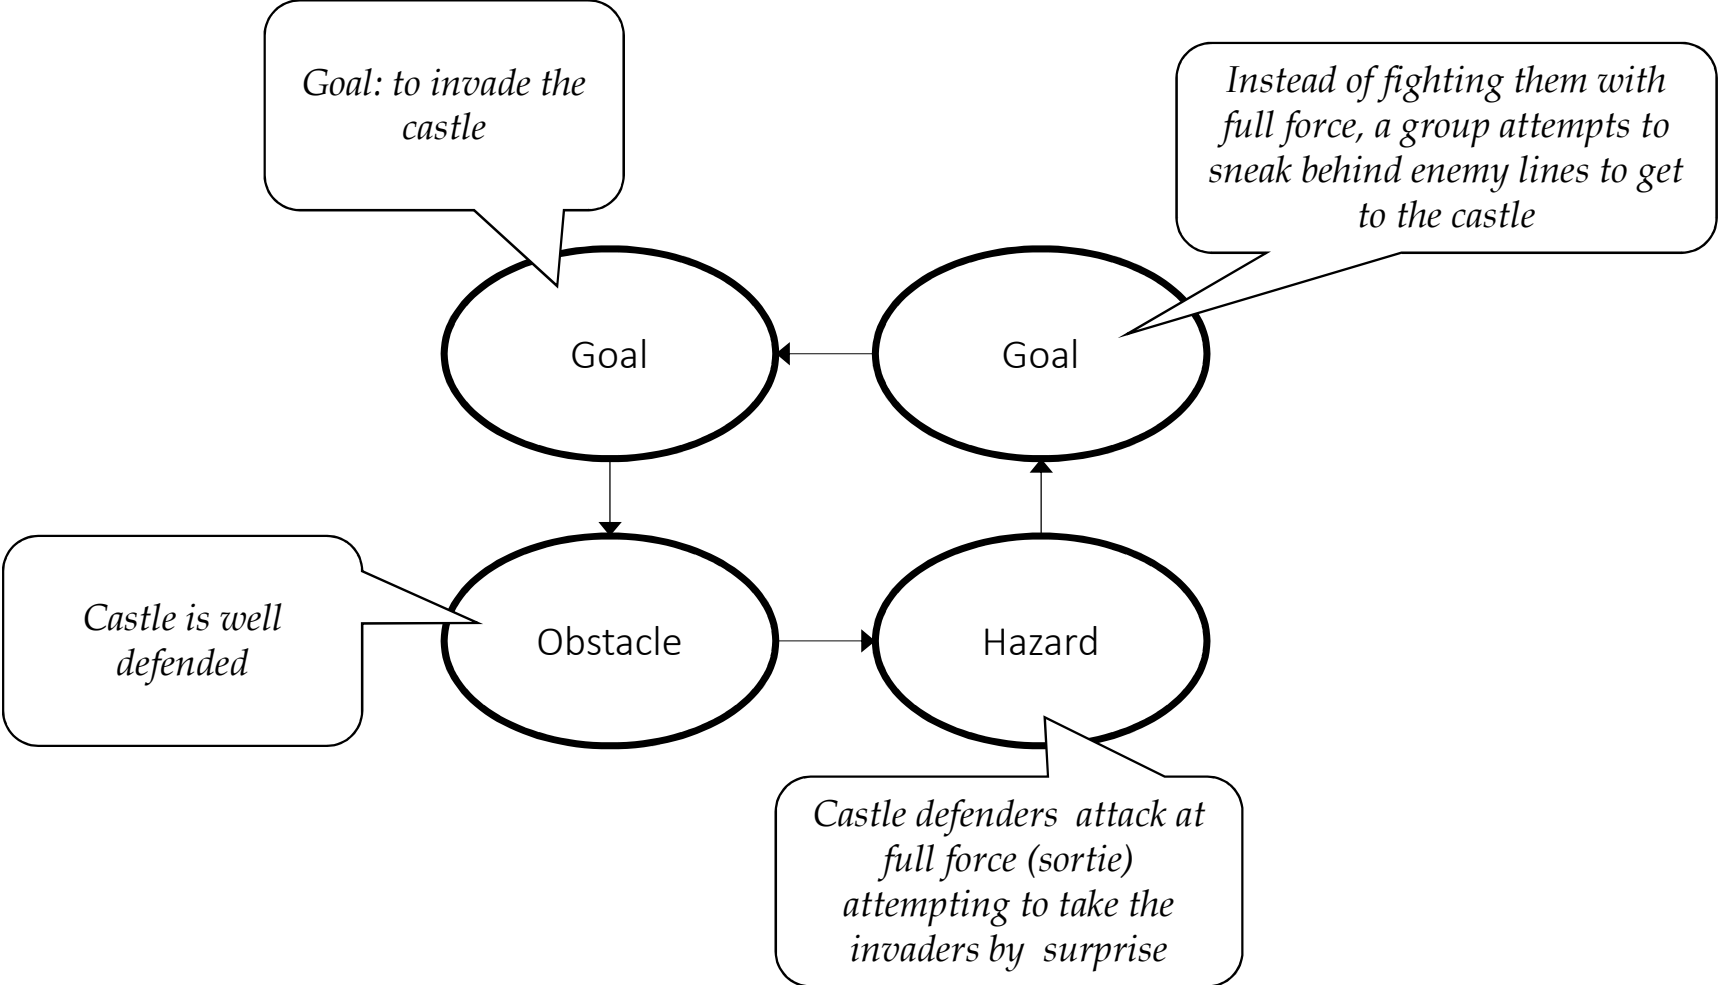 Goal: to invade the
castle
Instead of fighting them with
full force, a group attempts to
sneak behind enemy lines to get
to the castle
Goal
Goal
Castle is well
defended
Obstacle
Hazard
Castle defenders  attack at
full force (sortie)
attempting to take the
invaders by  surprise